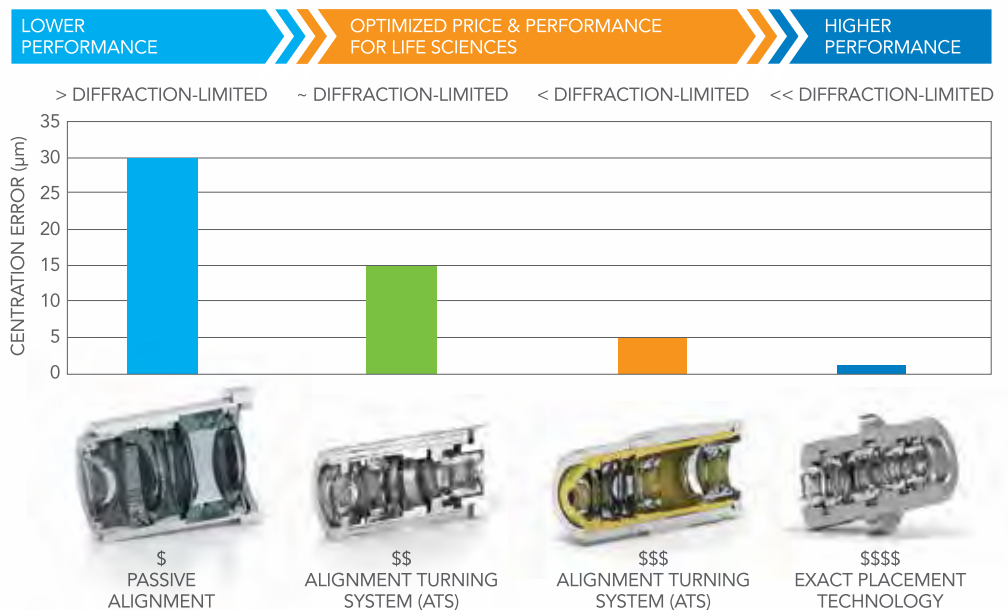 LOWER
PERFORMANCE
OPTIMIZED PRICE & PERFORMANCE
FOR LIFE SCIENCES
HIGHER
PERFORMANCE
> DIFFRACTION-LIMITED
~ DIFFRACTION-LIMITED
< DIFFRACTION-LIMITED
<< DIFFRACTION-LIMITED
CENTRATION ERROR (µm)
35
30
25
20
15
10
5
0
$
PASSIVE
ALIGNMENT
$$
ALIGNMENT TURNING
SYSTEM (ATS)
$$$
ALIGNMENT TURNING
SYSTEM (ATS)
$$$$
EXACT PLACEMENT
TECHNOLOGY